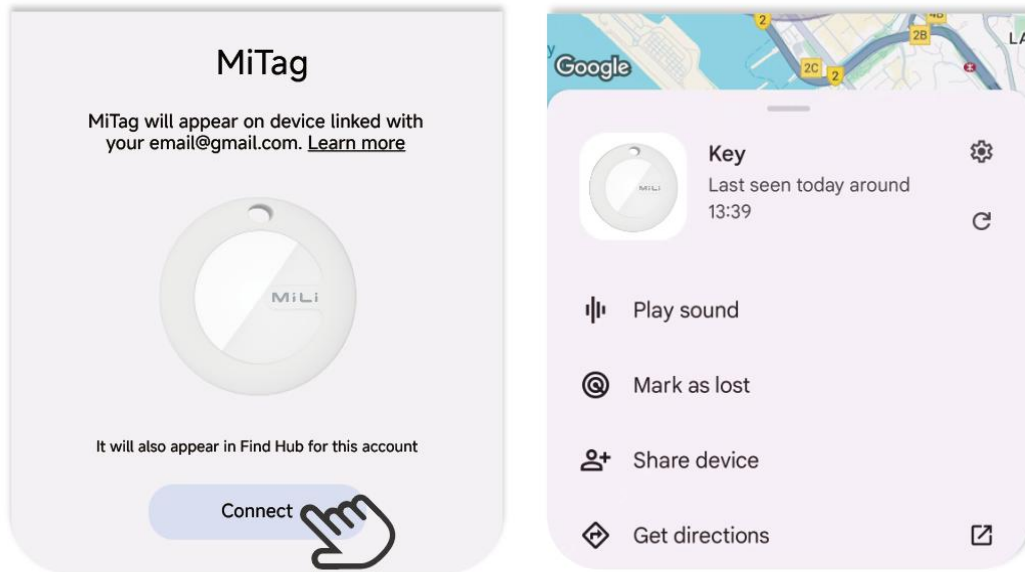 MiTag
MiTag will appear on device linked with
your email@gmail.com. Learn more
MiLi
It will also appear in Find Hub for this account
Connect
2
4B
2B
LA
y
Google
2C
2
Key
Last seen today around
13:39
MiLi
Play sound
Mark as lost
Share device
Get directions